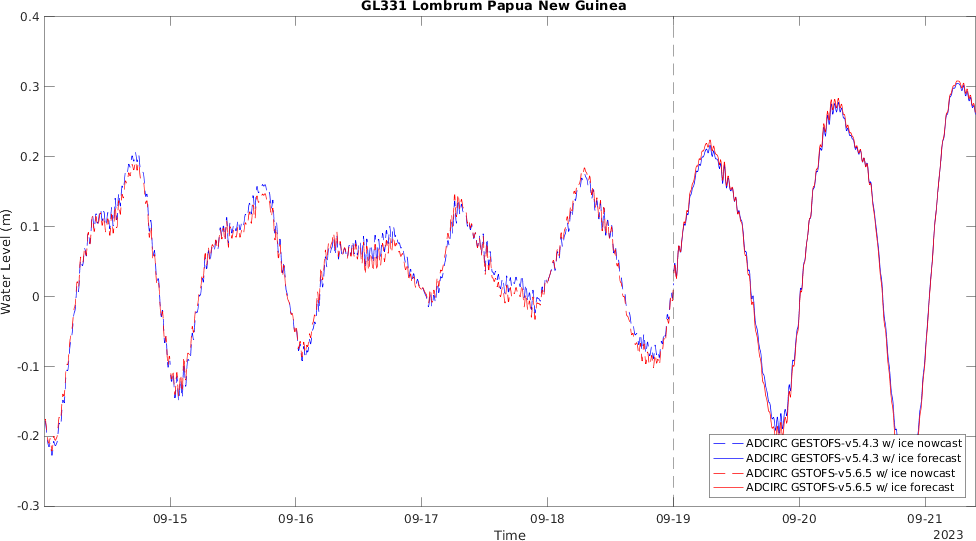 GL331 Lombrum Papua New Guinea
0.4
0.3
0.2
0.1
0
-0.1
-0.2
-0.3
Water Level (m)
09-15
09-16
09-17
09-18
09-19
09-20
09-21
Time
2023
ADCIRC GESTOFS-v5.4.3 w/ ice nowcast
ADCIRC GESTOFS-v5.4.3 w/ ice forecast
ADCIRC GSTOFS-v5.6.5 w/ ice nowcast
ADCIRC GSTOFS-v5.6.5 w/ ice forecast